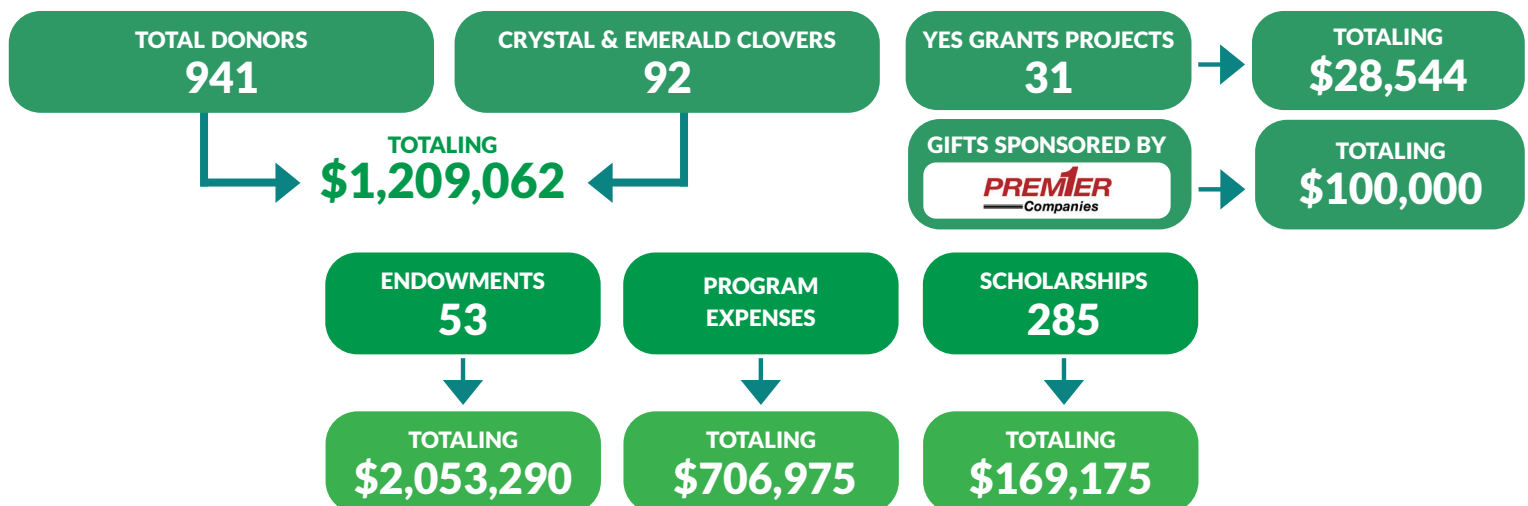 TOTAL DONORS
941
CRYSTAL & EMERALD CLOVERS
92
TOTALING
$1,209,062
YES GRANTS PROJECTS
31
TOTALING
$28,544
GIFTS SPONSORED BY
PREM1ER
Companies
TOTALING
$100,000
ENDOWMENTS
53
TOTALING
$2,053,290
PROGRAM
EXPENSES
TOTALING
$706,975
SCHOLARSHIPS
285
TOTALING
$169,175